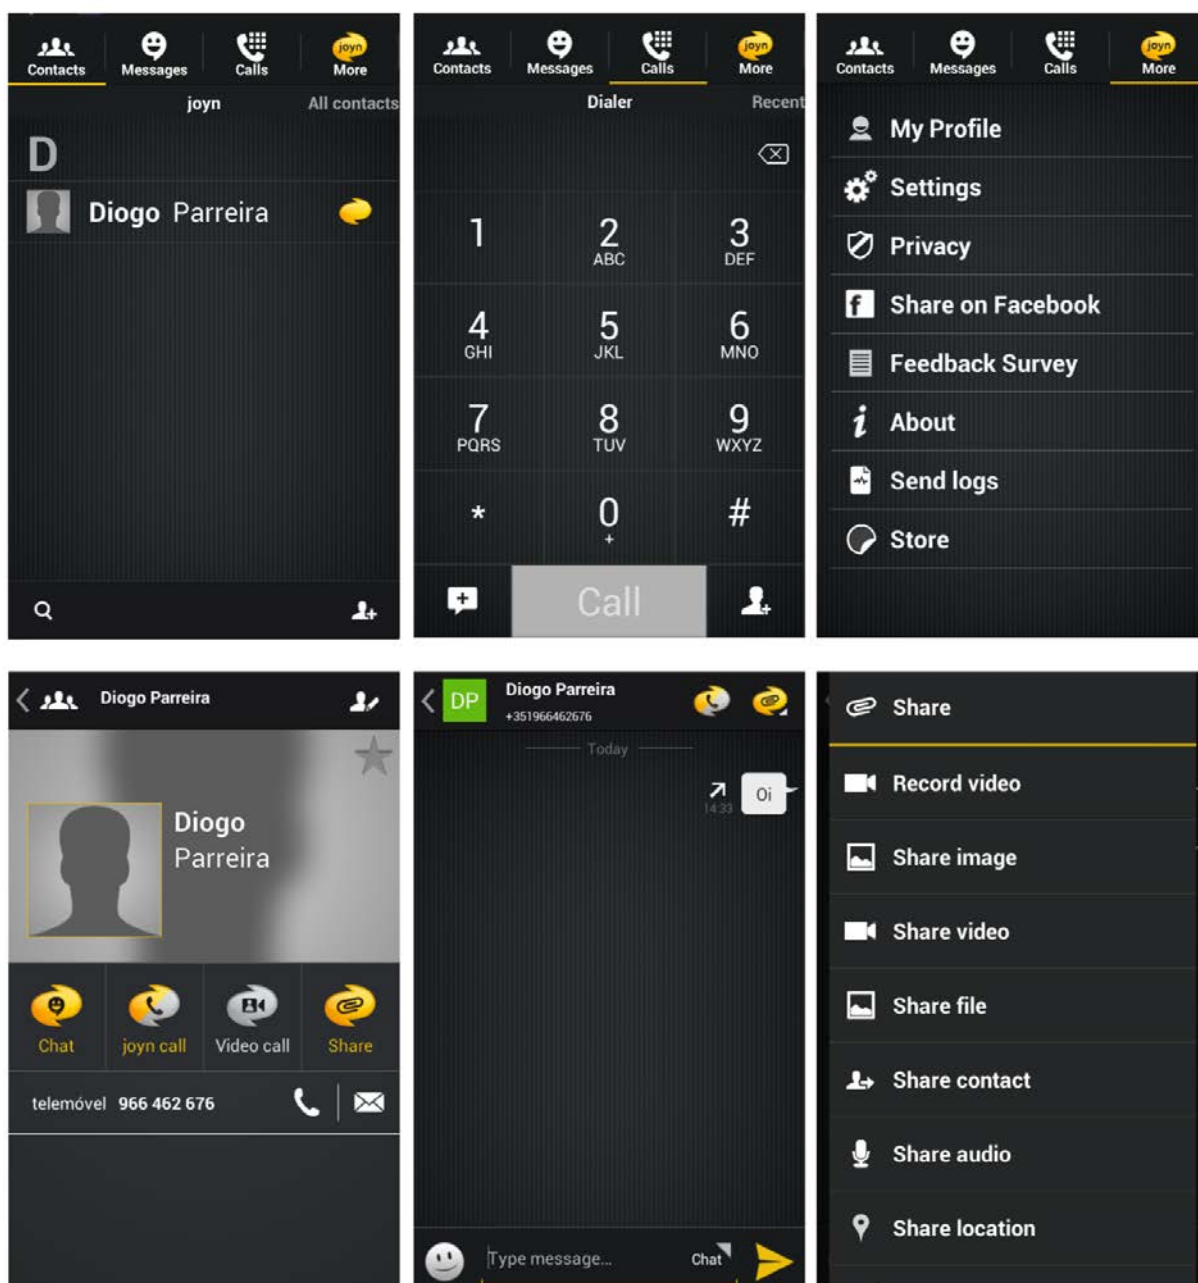 Contacts Messages Calls joyn More
joyn All contacts
D
Diogo Parreira
Contacts Messages Calls joyn More
Dialer Recent
1 2 3
ABC DEF
4 5 6
GHI JKL MNO
7 8 9
PQRS TUV WXYZ
* 0 #
+
Call
Contacts Messages Calls joyn More
My Profile
Settings
Privacy
f Share on Facebook
Feedback Survey
i About
Send logs
Store
Diogo Parreira
Diogo
Parreira
Chat joyn call Video call Share
telemóvel 966 462 676
DP Diogo Parreira
+351966462676
Today
Oi
14:33
Type message... Chat
Share
Record video
Share image
Share video
Share file
Share contact
Share audio
Share location